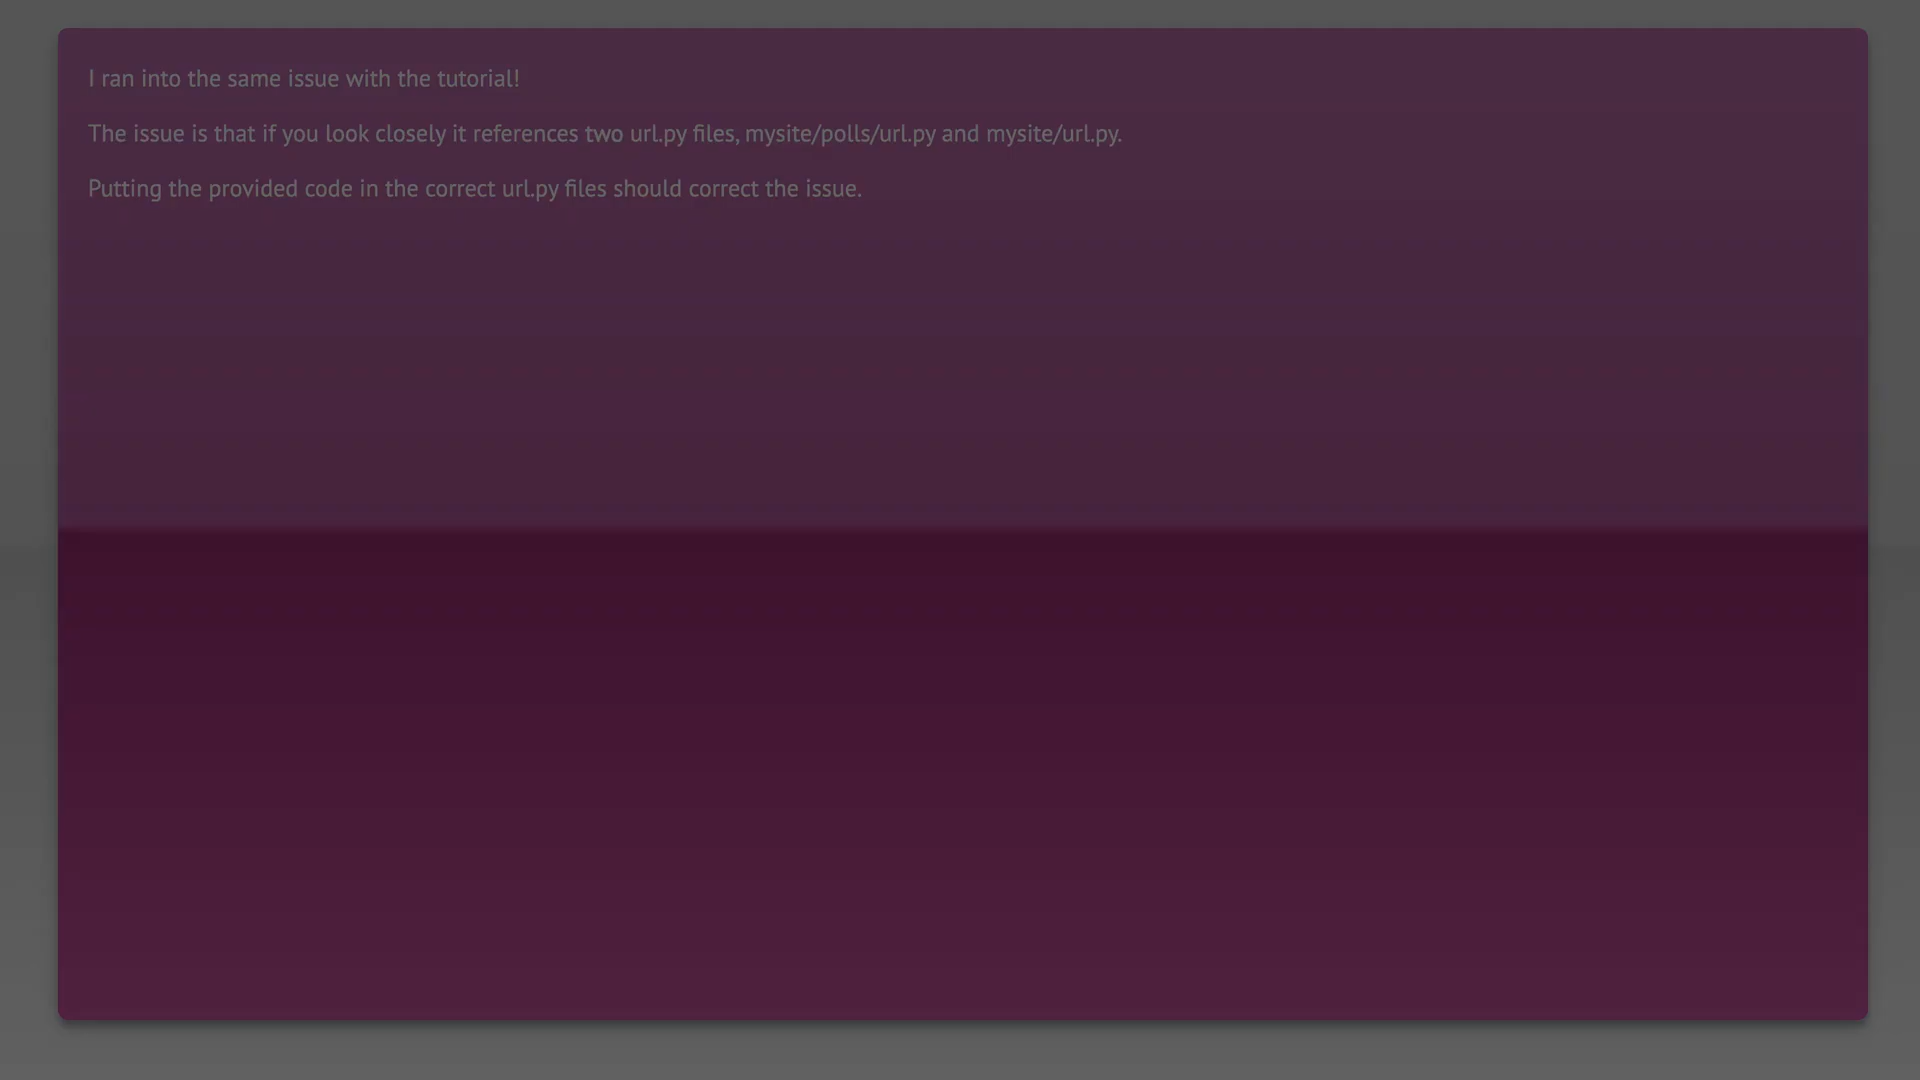 I ran into the same issue with the tutorial!
The issue is that if you look closely it references two url.py files, mysite/polls/url.py and mysite/url.py.
Putting the provided code in the correct url.py files should correct the issue.